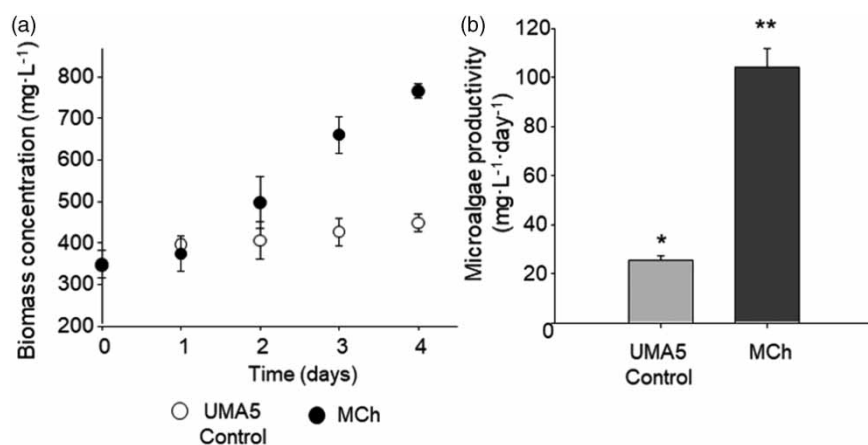 (a)
Biomass concentration (mg·L⁻¹)
800
700
600
500
400
300
200
0 1 2 3 4
Time (days)
UMA5
Control
MCh
(b)
Microalgae productivity
(mg·L⁻¹·day⁻¹)
120
100
80
60
40
20
0
*
**
UMA5
Control
MCh